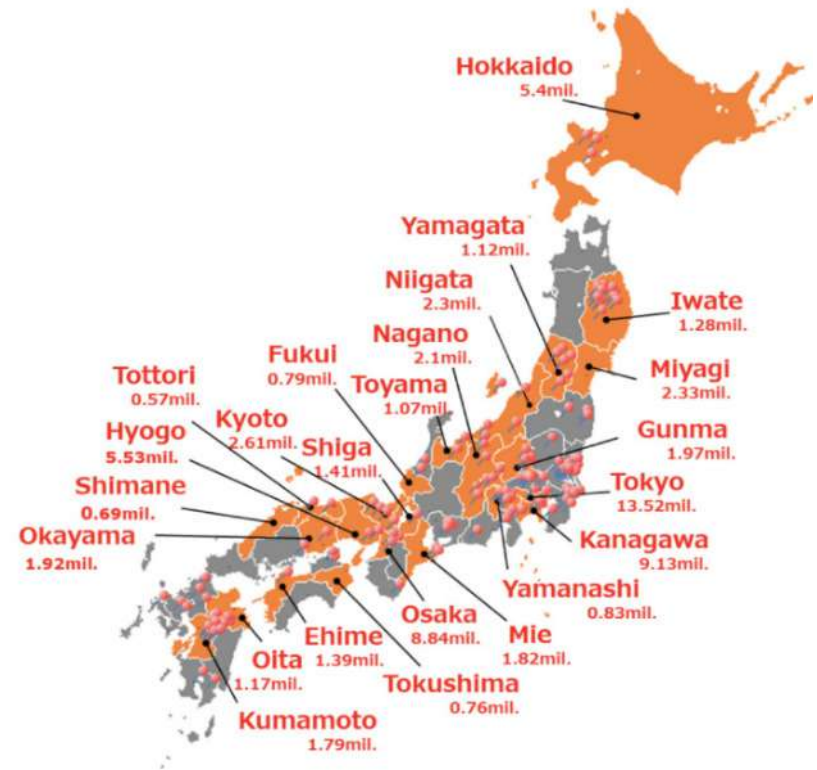 Hokkaido
5.4mil.
Yamagata
1.12mil.
Niigata
2.3mil.
Iwate
1.28mil.
Nagano
2.1mil.
Fukui
0.79mil.
Miyagi
2.33mil.
Tottori
0.57mil.
Toyama
1.07mil.
Kyoto
2.61mil.
Gunma
1.97mil.
Hyogo
5.53mil.
Shiga
1.41mil.
Shimane
0.69mil.
Tokyo
13.52mil.
Okayama
1.92mil.
Kanagawa
9.13mil.
Yamanashi
0.83mil.
Osaka
8.84mil.
Mie
1.82mil.
Ehime
1.39mil.
Oita
1.17mil.
Tokushima
0.76mil.
Kumamoto
1.79mil.